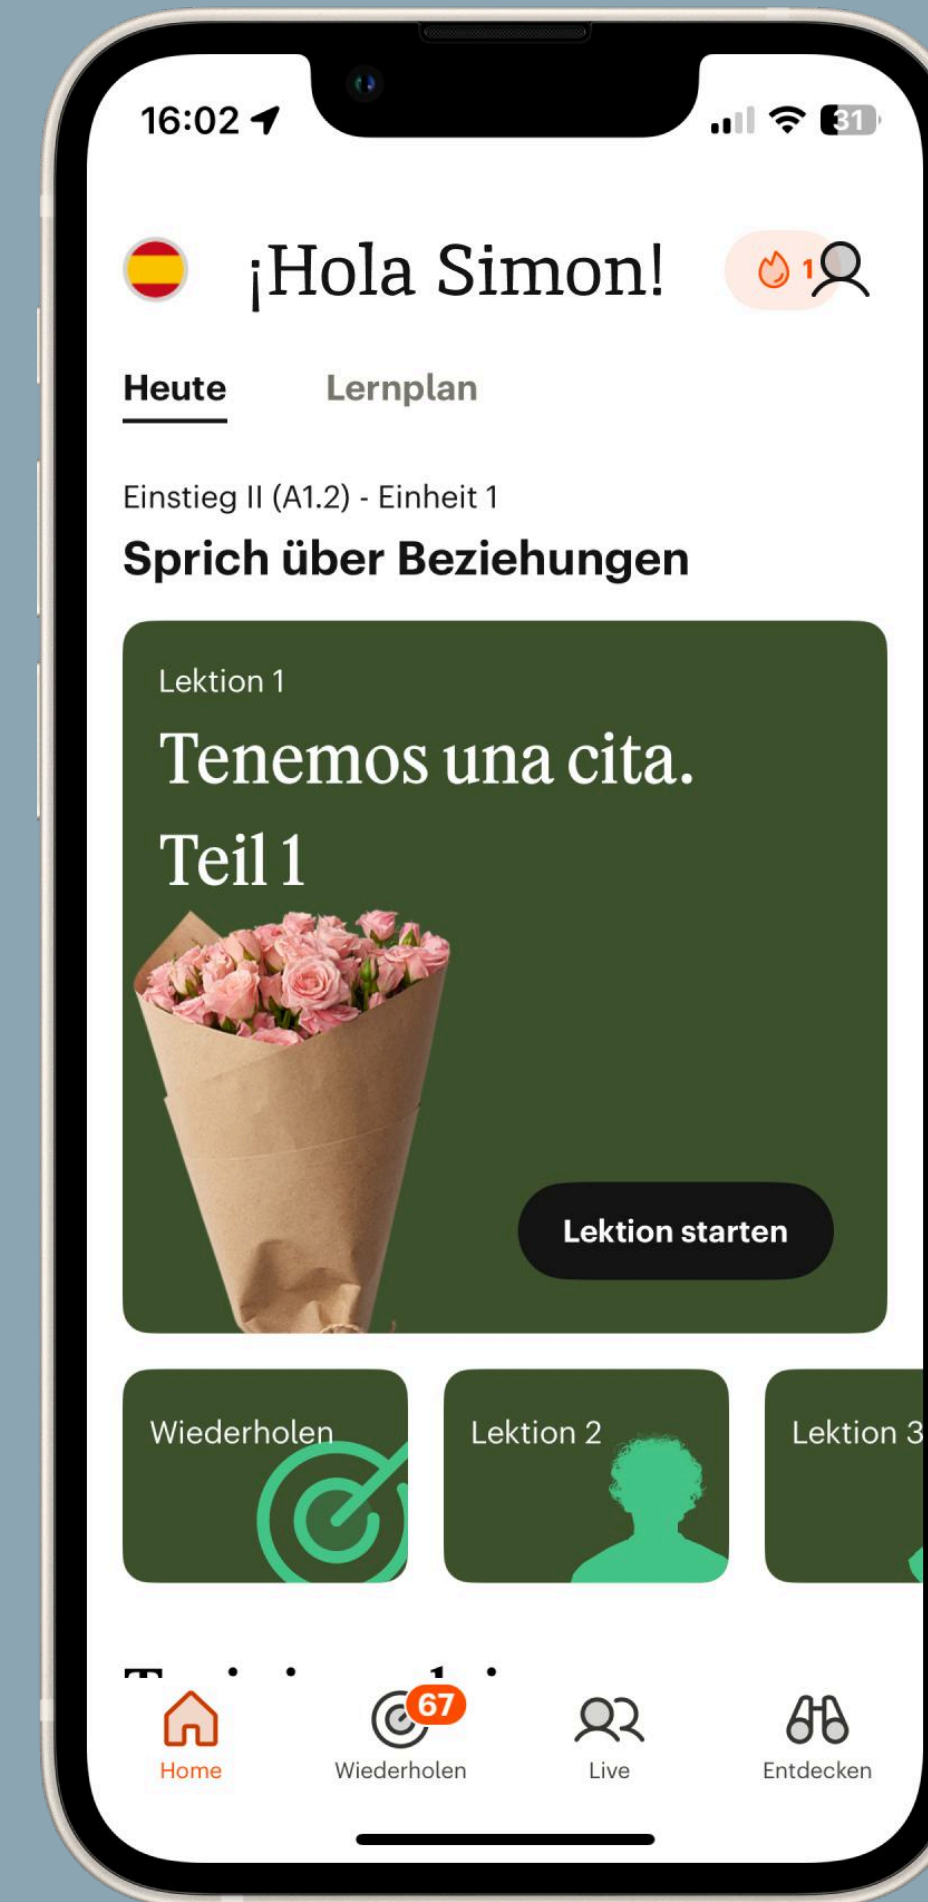 16:02
31
¡Hola Simon!
1
Heute
Lernplan
Einstieg II (A1.2) - Einheit 1
Sprich über Beziehungen
Lektion 1
Tenemos una cita.
Teil 1
Lektion starten
Wiederholen
Lektion 2
Lektion 3
67
Home
Wiederholen
Live
Entdecken